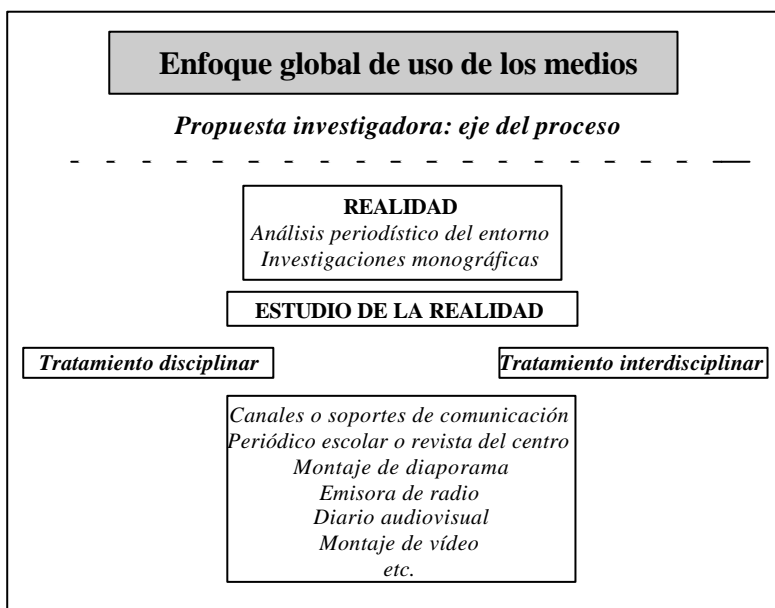 Enfoque global de uso de los medios
Propuesta investigadora: eje del proceso
REALIDAD
Análisis periodístico del entorno
Investigaciones monográficas
ESTUDIO DE LA REALIDAD
Tratamiento disciplinar
Tratamiento interdisciplinar
Canales o soportes de comunicación
Periódico escolar o revista del centro
Montaje de diaporama
Emisora de radio
Diario audiovisual
Montaje de vídeo
etc.